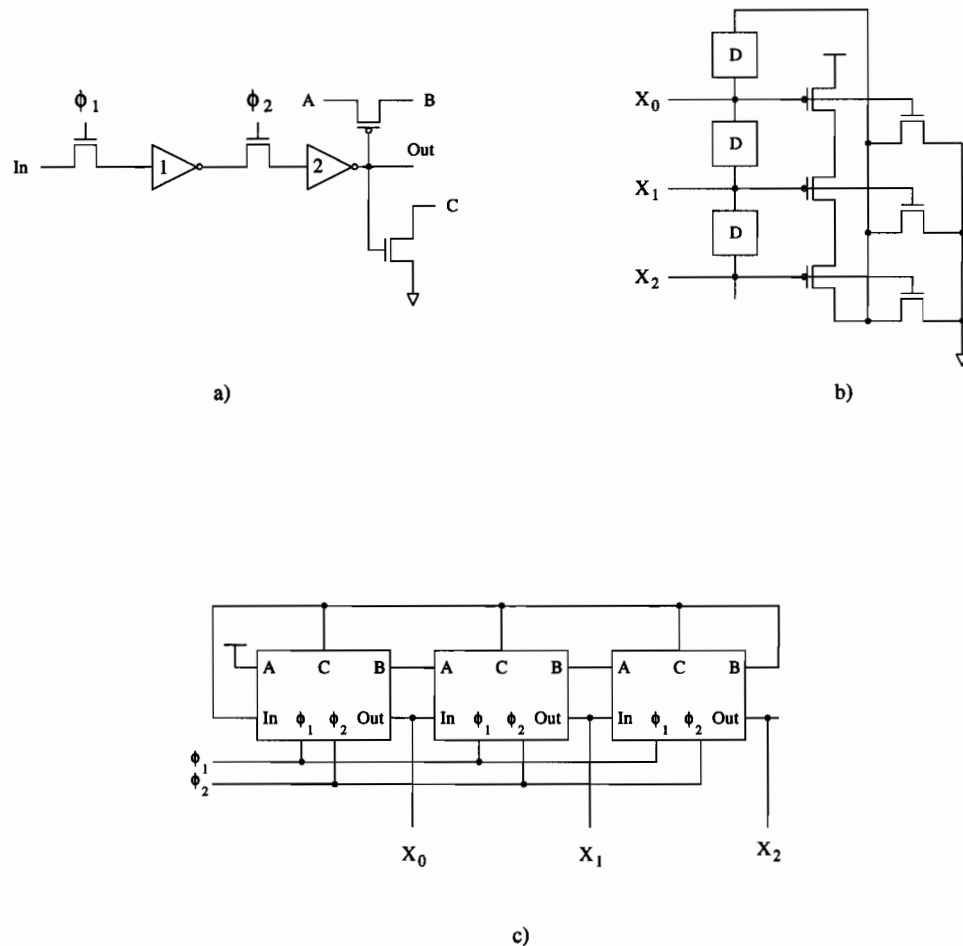 ϕ1 ϕ2 A B
In 1 2 Out
C
a)
D
X0
D
X1
D
X2
b)
A C B A C B A C B
In ϕ1 ϕ2 Out In ϕ1 ϕ2 Out In ϕ1 ϕ2 Out
ϕ1
ϕ2
X0 X1 X2
c)